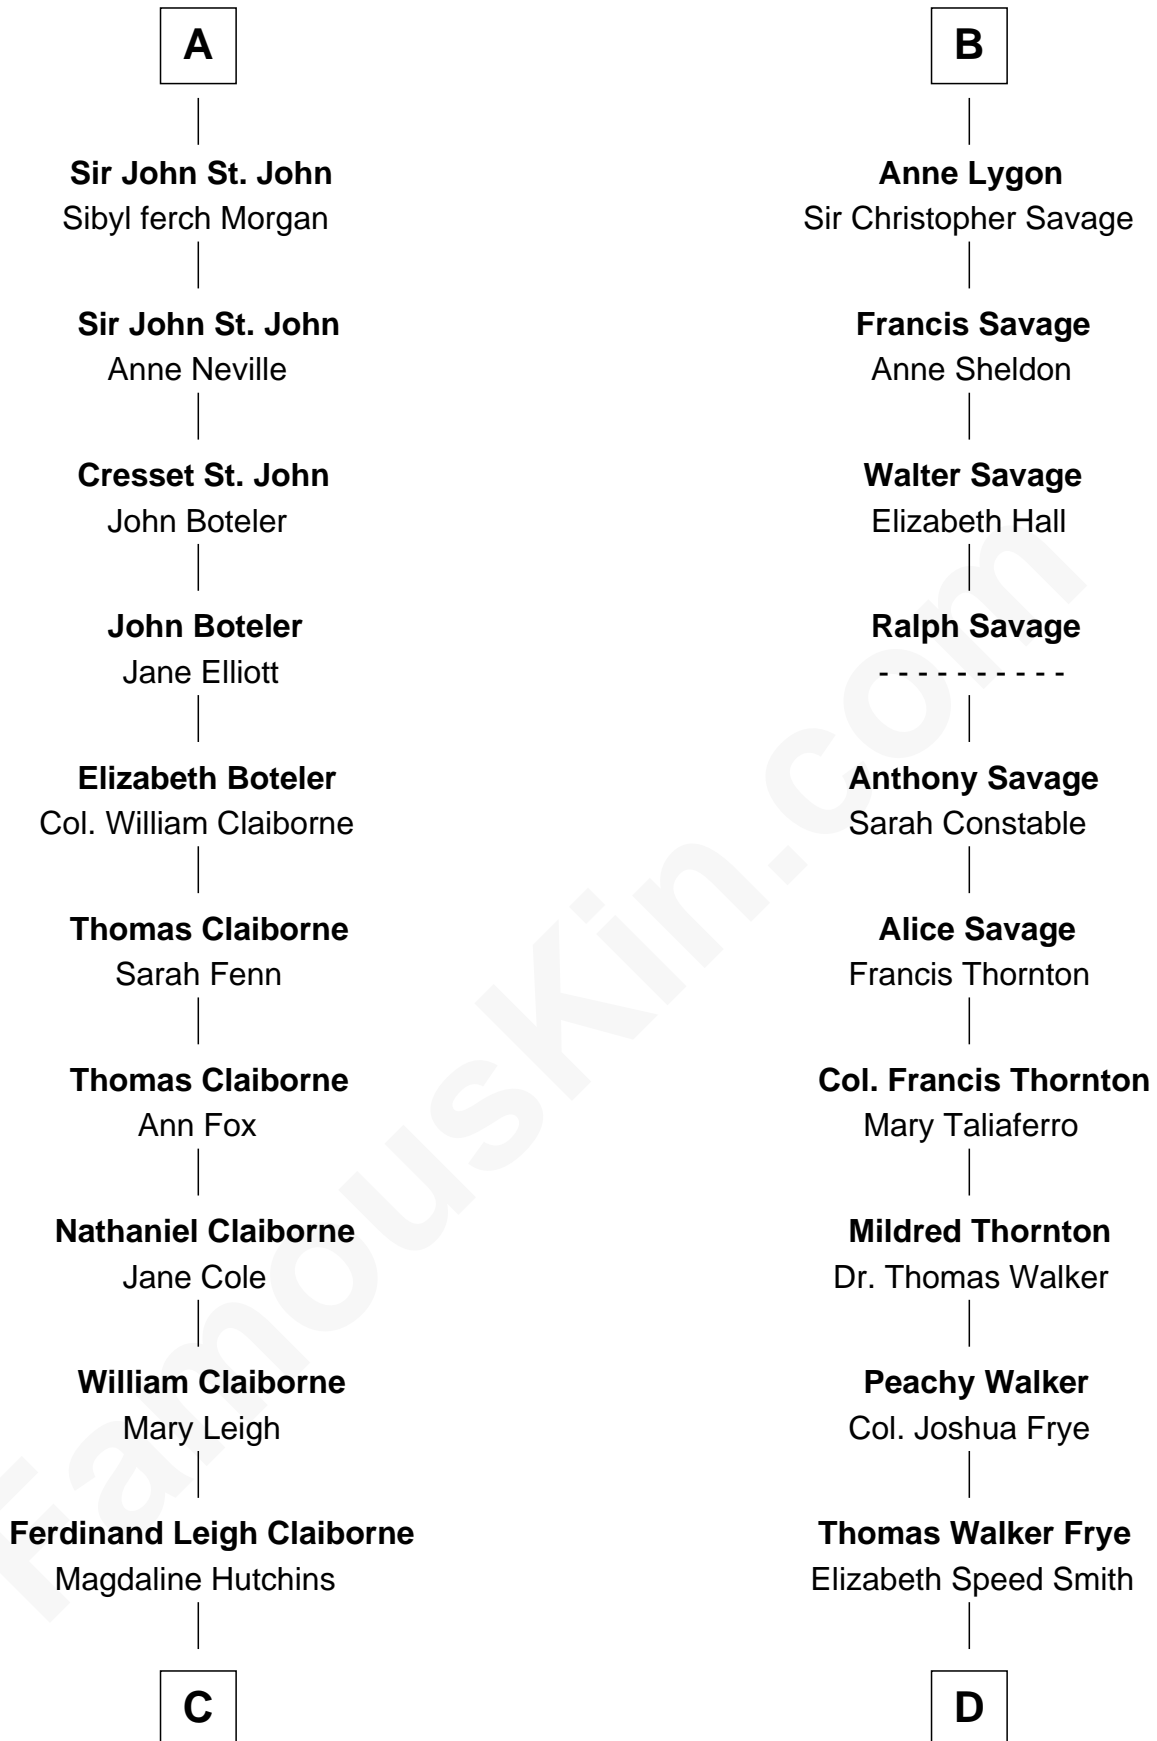 A
Sir John St. John
Sibyl ferch Morgan
Sir John St. John
Anne Neville
Cresset St. John
John Boteler
John Boteler
Jane Elliott
Elizabeth Boteler
Col. William Claiborne
Thomas Claiborne
Sarah Fenn
Thomas Claiborne
Ann Fox
Nathaniel Claiborne
Jane Cole
William Claiborne
Mary Leigh
Ferdinand Leigh Claiborne
Magdaline Hutchins
C
B
Anne Lygon
Sir Christopher Savage
Francis Savage
Anne Sheldon
Walter Savage
Elizabeth Hall
Ralph Savage
- - - - - - - - - -
Anthony Savage
Sarah Constable
Alice Savage
Francis Thornton
Col. Francis Thornton
Mary Taliaferro
Mildred Thornton
Dr. Thomas Walker
Peachy Walker
Col. Joshua Frye
Thomas Walker Frye
Elizabeth Speed Smith
D
FamousKin.com